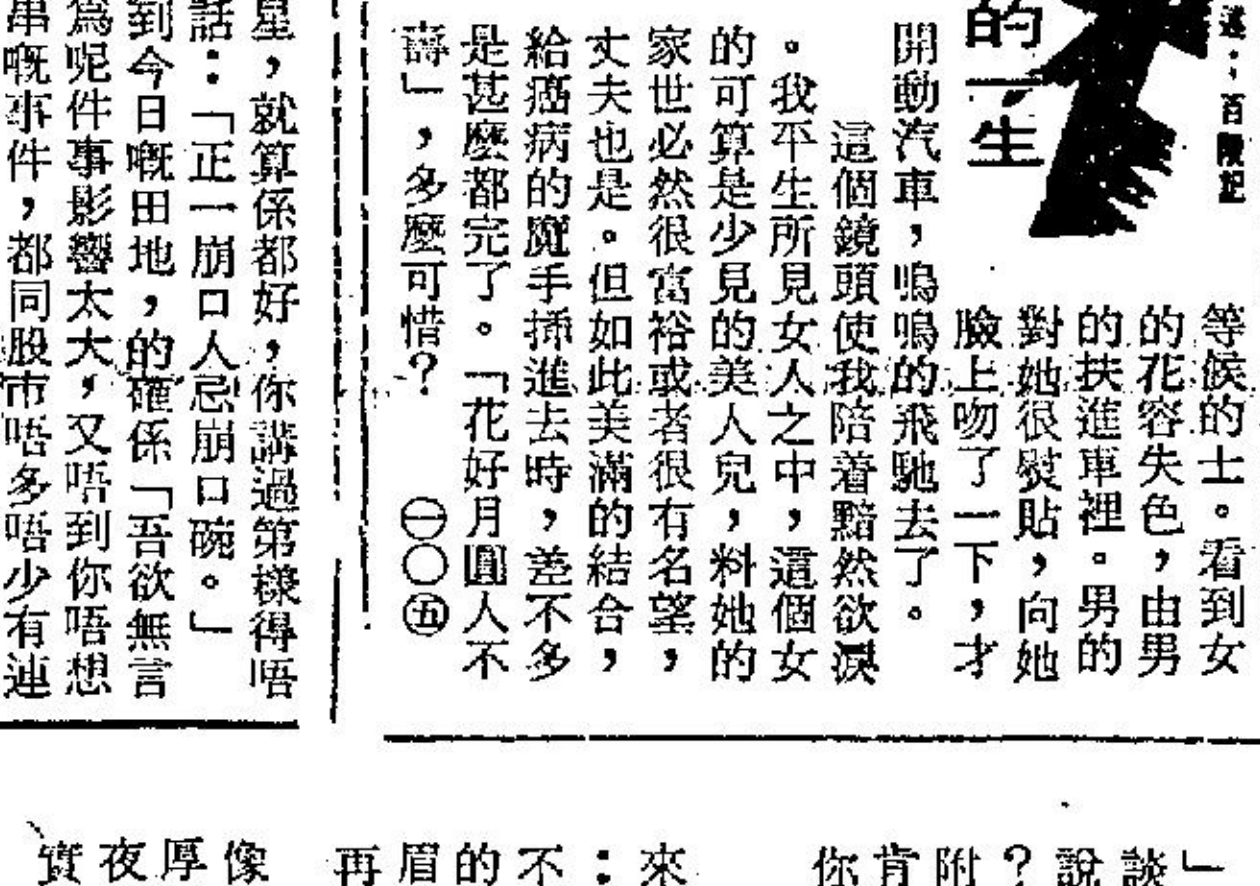 的一生
等候的士。看到女
的花容失色，由男
的扶進車裡。男的
對她很熨貼，向她
臉上吻了一下，才
開動汽車，嗚嗚的飛馳去了。
這個鏡頭使我陪着黯然欲淚
。我平生所見女人之中，這個女
的可算是少見的美人兒，料她的
家世必然很富裕或者很有名望，
丈夫也是。但如此美滿的結合，
給癌病的魔手揷進去時，差不多
是甚麼都完了。「花好月圓人不
壽」，多麼可惜？　㊀〇㊄
星，就算係都好，你講過第樣得唔
話：「正一崩口人忌崩口碗。」
到今日嘅田地，的確係「吾欲無言
爲呢件事影響太大，又唔到你唔想
串嘅事件，都同股市唔多唔少有連
」
談
說
？
附
肯
你
來
：
不
的
眉
再
像
厚
夜
實